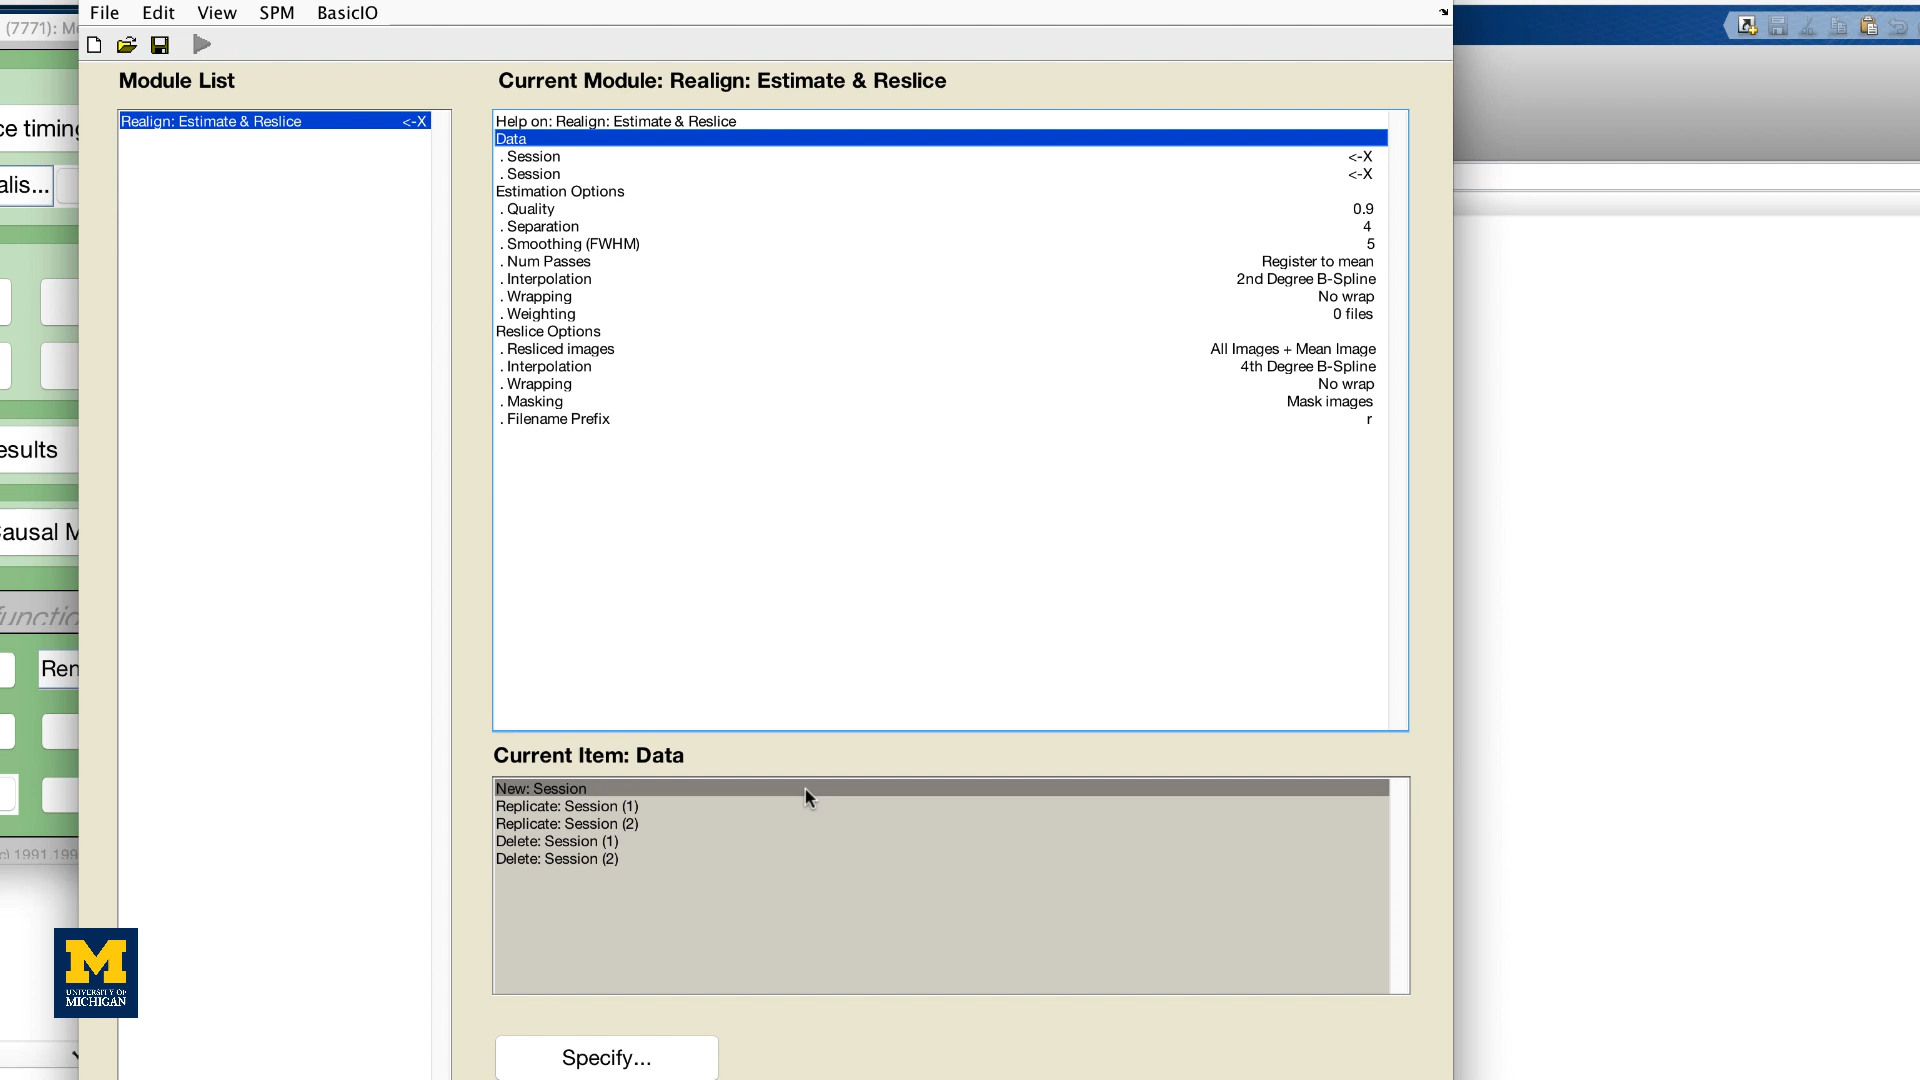 File Edit View SPM BasicIO
(7771): M
Module List
Current Module: Realign: Estimate & Reslice
Realign: Estimate & Reslice <-X
Help on: Realign: Estimate & Reslice
Data
. Session <-X
. Session <-X
Estimation Options
. Quality 0.9
. Separation 4
. Smoothing (FWHM) 5
. Num Passes Register to mean
. Interpolation 2nd Degree B-Spline
. Wrapping No wrap
. Weighting 0 files
Reslice Options
. Resliced images All Images + Mean Image
. Interpolation 4th Degree B-Spline
. Wrapping No wrap
. Masking Mask images
. Filename Prefix r
ce timing
alis...
esults
Causal M
functio
Ren
c) 1991,199
Current Item: Data
New: Session
Replicate: Session (1)
Replicate: Session (2)
Delete: Session (1)
Delete: Session (2)
Specify...
M
UNIVERSITY OF
MICHIGAN